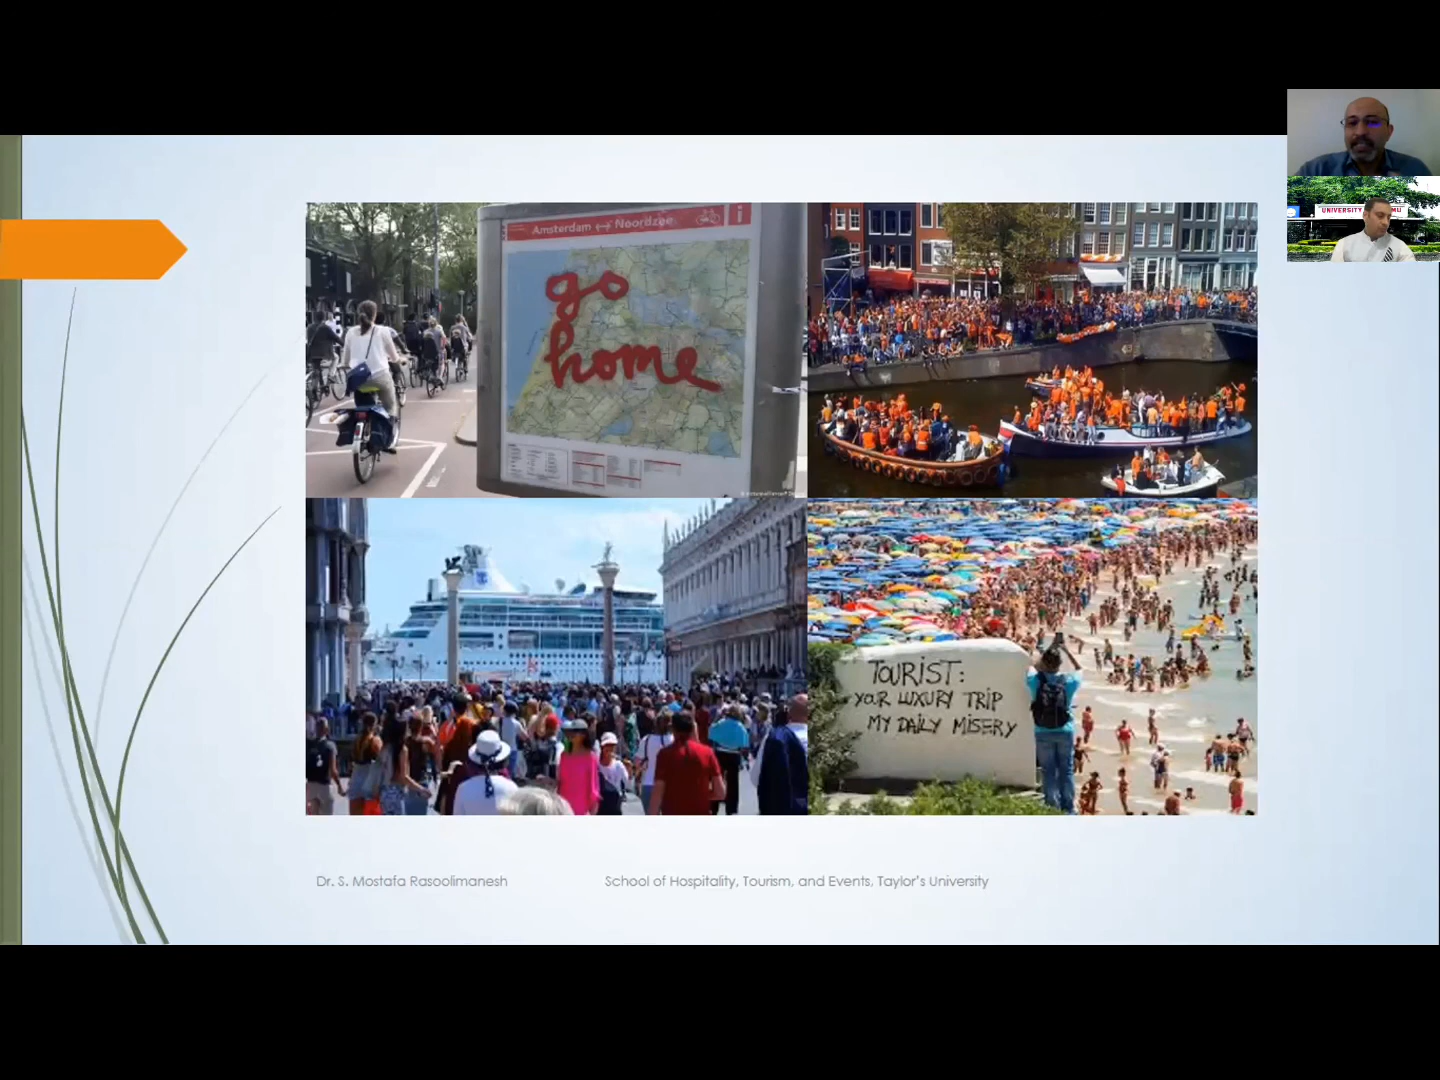 Amsterdam ↔ Noordzee
i
go
home
TOURIST:
YOUR LUXURY TRIP
MY DAILY MISERY
UNIVERSITY
Dr. S. Mostafa Rasoolimanesh
School of Hospitality, Tourism, and Events, Taylor's University